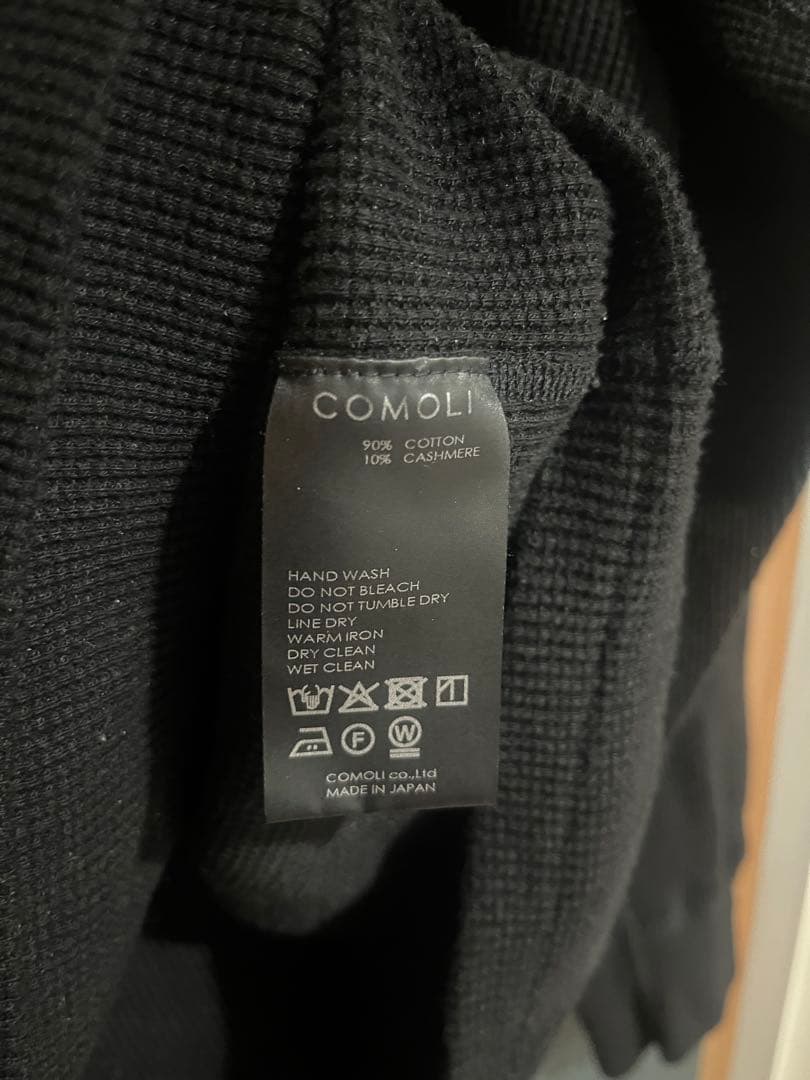 COMOLI
90% COTTON
10% CASHMERE
HAND WASH
DO NOT BLEACH
DO NOT TUMBLE DRY
LINE DRY
WARM IRON
DRY CLEAN
WET CLEAN
F W
COMOLI co.,Ltd
MADE IN JAPAN